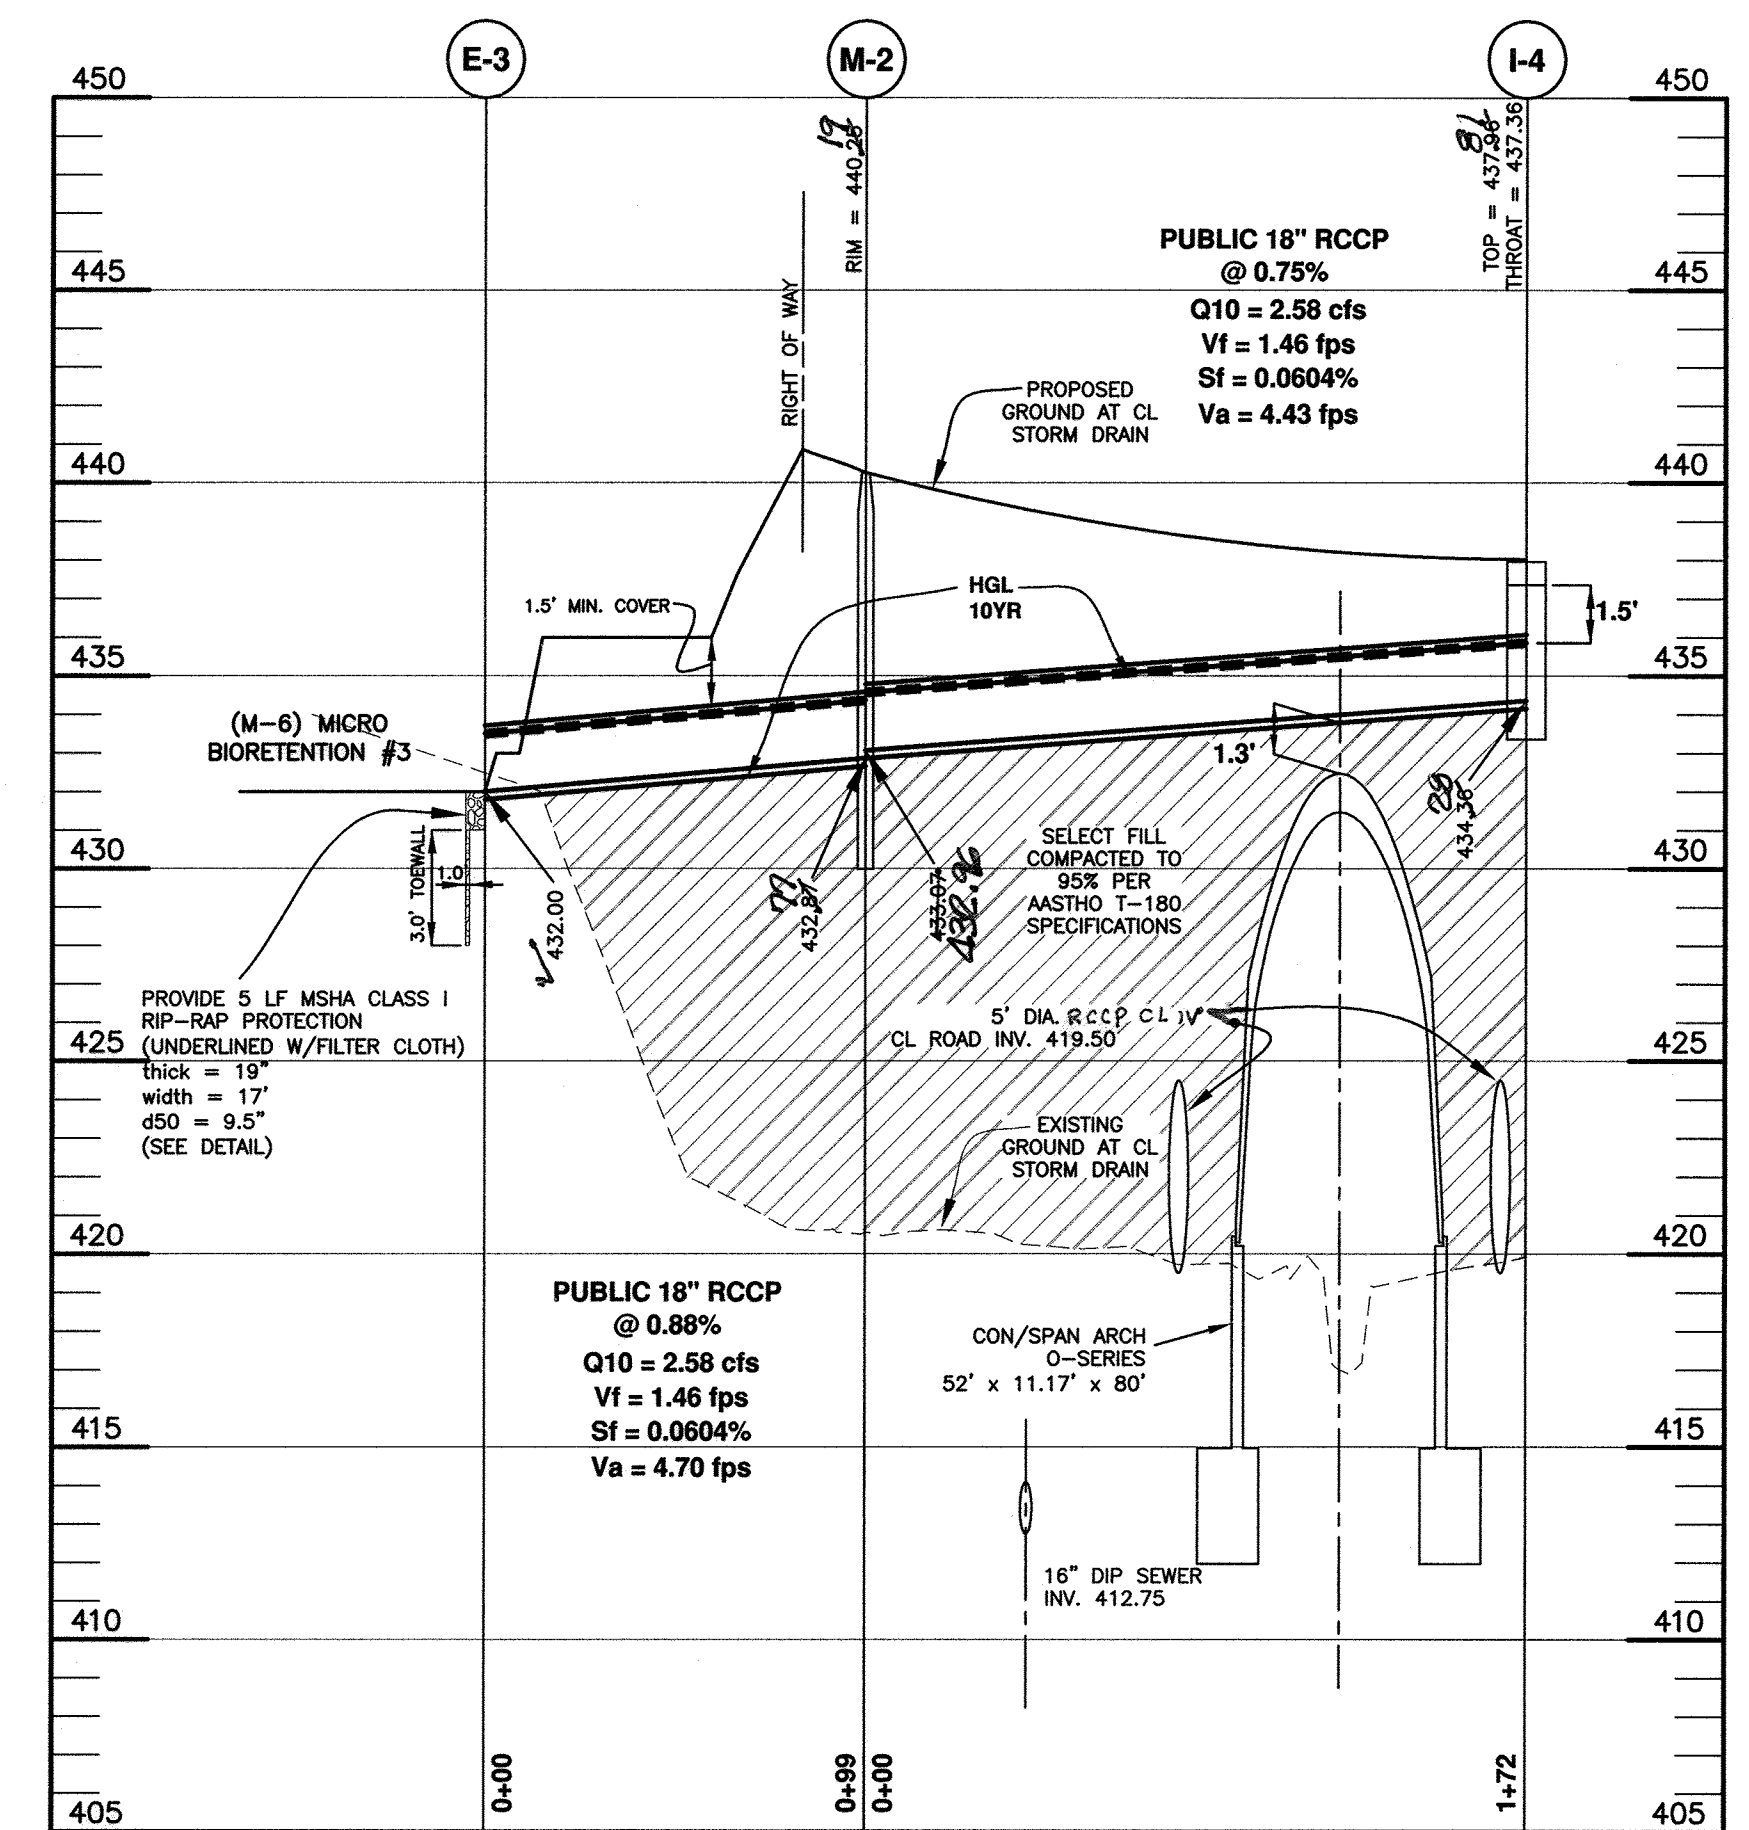 E-3
M-2
I-4
450
450
19
RIM = 440.25
81
TOP = 437.96
THROAT = 437.36
PUBLIC 18" RCCP
@ 0.75%
Q10 = 2.58 cfs
Vf = 1.46 fps
Sf = 0.0604%
Va = 4.43 fps
445
445
RIGHT OF WAY
PROPOSED
GROUND AT CL
STORM DRAIN
440
440
1.5' MIN. COVER
HGL
10YR
1.5'
435
435
(M-6) MICRO
BIORETENTION #3
1.3'
28
434.36
430
430
SELECT FILL
COMPACTED TO
95% PER
AASTHO T-180
SPECIFICATIONS
3.0' TOEWALL
1.0
432.00
77
432.87
433.07
432.96
PROVIDE 5 LF MSHA CLASS I
RIP-RAP PROTECTION
(UNDERLINED W/FILTER CLOTH)
thick = 19"
width = 17'
d50 = 9.5"
(SEE DETAIL)
5' DIA. RCCP CL IV
CL ROAD INV. 419.50
425
425
EXISTING
GROUND AT CL
STORM DRAIN
420
420
PUBLIC 18" RCCP
@ 0.88%
Q10 = 2.58 cfs
Vf = 1.46 fps
Sf = 0.0604%
Va = 4.70 fps
CON/SPAN ARCH
O-SERIES
52' x 11.17' x 80'
415
415
16" DIP SEWER
INV. 412.75
410
410
0+00
0+99
0+00
1+72
405
405